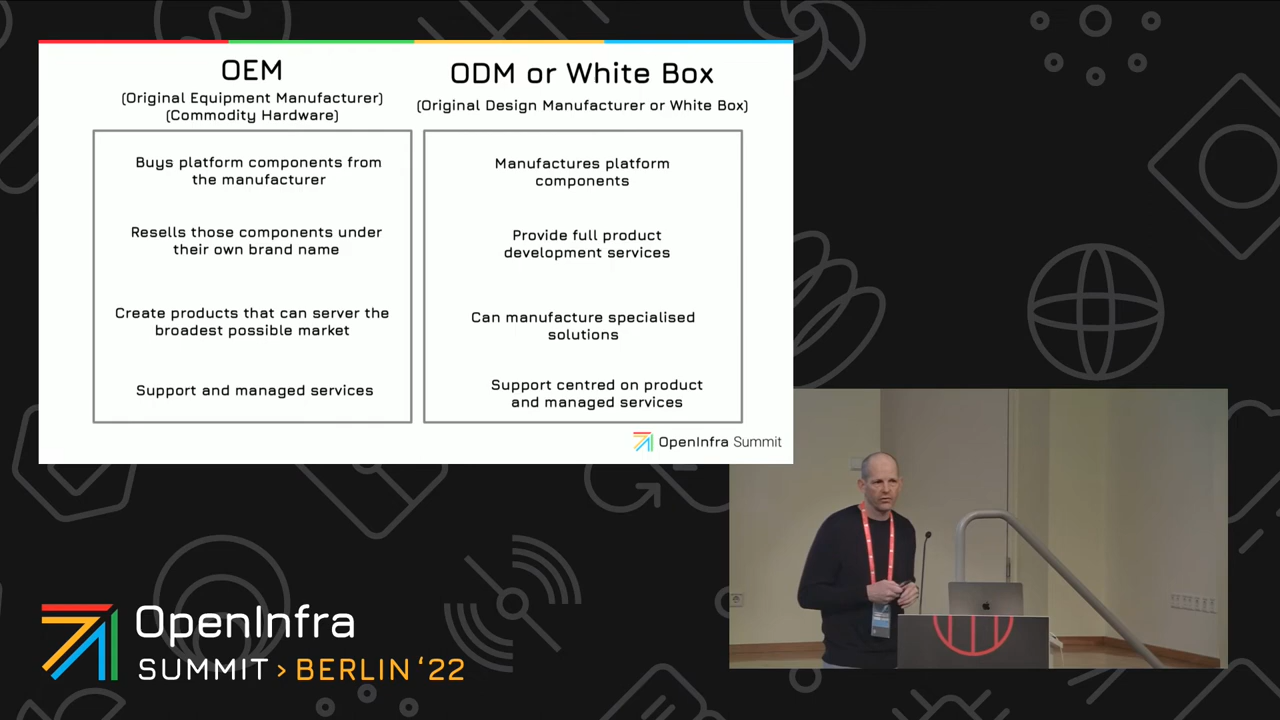 OEM
(Original Equipment Manufacturer)
(Commodity Hardware)
Buys platform components from
the manufacturer
Resells those components under
their own brand name
Create products that can server the
broadest possible market
Support and managed services
ODM or White Box
(Original Design Manufacturer or White Box)
Manufactures platform
components
Provide full product
development services
Can manufacture specialised
solutions
Support centred on product
and managed services
OpenInfra Summit
OpenInfra
SUMMIT > BERLIN ‘22